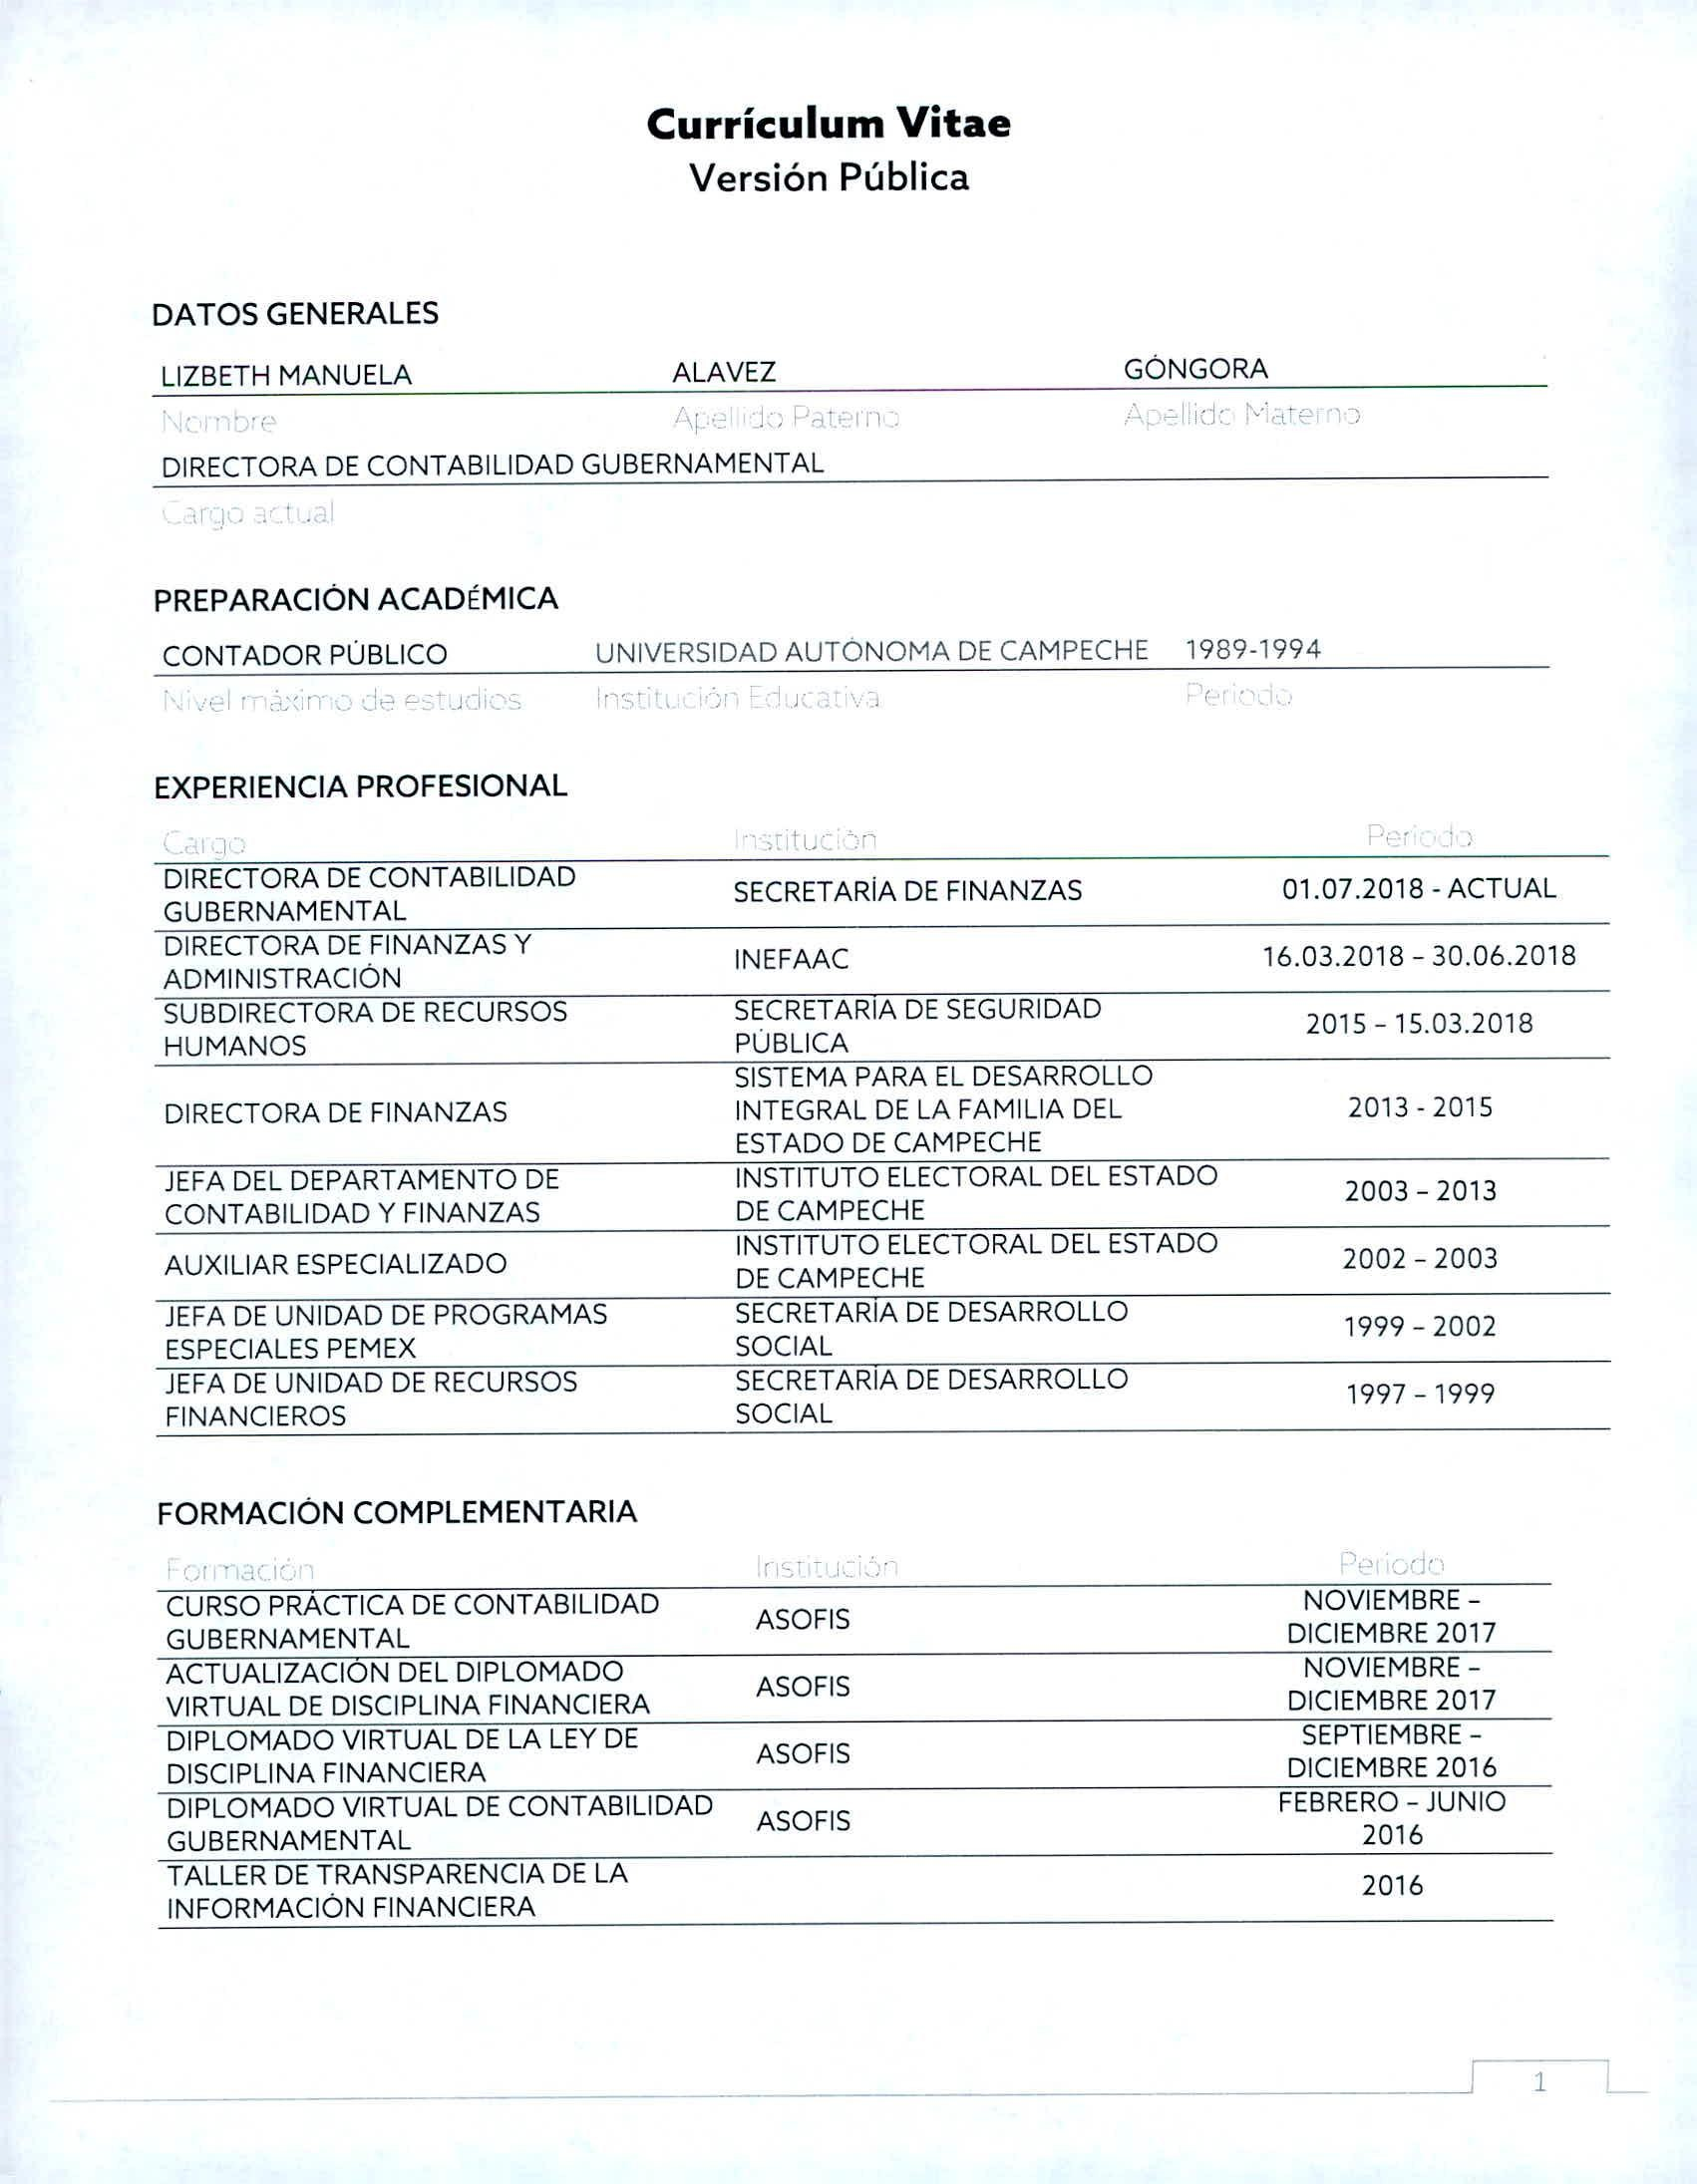 Currículum Vitae
Versión Pública
DATOS GENERALES
LIZBETH MANUELA ALAVEZ GÓNGORA
Nombre Apellido Paterno Apellido Materno
DIRECTORA DE CONTABILIDAD GUBERNAMENTAL
Cargo actual
PREPARACIÓN ACADÉMICA
CONTADOR PÚBLICO UNIVERSIDAD AUTÓNOMA DE CAMPECHE 1989-1994
Nivel máximo de estudios Institución Educativa Periodo
EXPERIENCIA PROFESIONAL
Cargo Institución Periodo
DIRECTORA DE CONTABILIDAD
GUBERNAMENTAL
SECRETARÍA DE FINANZAS
01.07.2018 - ACTUAL
DIRECTORA DE FINANZAS Y
ADMINISTRACIÓN
INEFAAC
16.03.2018 – 30.06.2018
SUBDIRECTORA DE RECURSOS
HUMANOS
SECRETARÍA DE SEGURIDAD
PÚBLICA
2015 – 15.03.2018
DIRECTORA DE FINANZAS
SISTEMA PARA EL DESARROLLO
INTEGRAL DE LA FAMILIA DEL
ESTADO DE CAMPECHE
2013 - 2015
JEFA DEL DEPARTAMENTO DE
CONTABILIDAD Y FINANZAS
INSTITUTO ELECTORAL DEL ESTADO
DE CAMPECHE
2003 – 2013
AUXILIAR ESPECIALIZADO
INSTITUTO ELECTORAL DEL ESTADO
DE CAMPECHE
2002 – 2003
JEFA DE UNIDAD DE PROGRAMAS
ESPECIALES PEMEX
SECRETARÍA DE DESARROLLO
SOCIAL
1999 – 2002
JEFA DE UNIDAD DE RECURSOS
FINANCIEROS
SECRETARÍA DE DESARROLLO
SOCIAL
1997 – 1999
FORMACIÓN COMPLEMENTARIA
Formación Institución Periodo
CURSO PRÁCTICA DE CONTABILIDAD
GUBERNAMENTAL
ASOFIS
NOVIEMBRE –
DICIEMBRE 2017
ACTUALIZACIÓN DEL DIPLOMADO
VIRTUAL DE DISCIPLINA FINANCIERA
ASOFIS
NOVIEMBRE –
DICIEMBRE 2017
DIPLOMADO VIRTUAL DE LA LEY DE
DISCIPLINA FINANCIERA
ASOFIS
SEPTIEMBRE –
DICIEMBRE 2016
DIPLOMADO VIRTUAL DE CONTABILIDAD
GUBERNAMENTAL
ASOFIS
FEBRERO – JUNIO
2016
TALLER DE TRANSPARENCIA DE LA
INFORMACIÓN FINANCIERA
2016
1